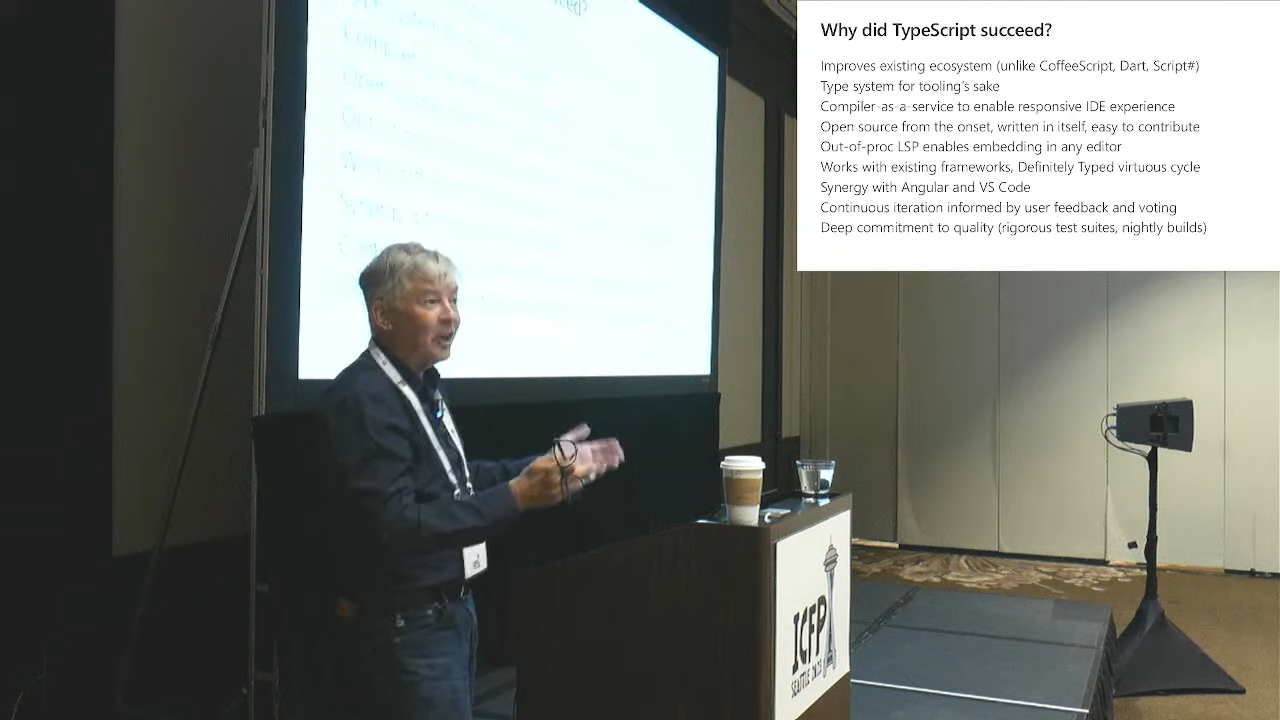 Why did TypeScript succeed?
Improves existing ecosystem (unlike CoffeeScript, Dart, Script#)
Type system for tooling's sake
Compiler-as-a-service to enable responsive IDE experience
Open source from the onset, written in itself, easy to contribute
Out-of-proc LSP enables embedding in any editor
Works with existing frameworks, Definitely Typed virtuous cycle
Synergy with Angular and VS Code
Continuous iteration informed by user feedback and voting
Deep commitment to quality (rigorous test suites, nightly builds)
ICFP
SEATTLE